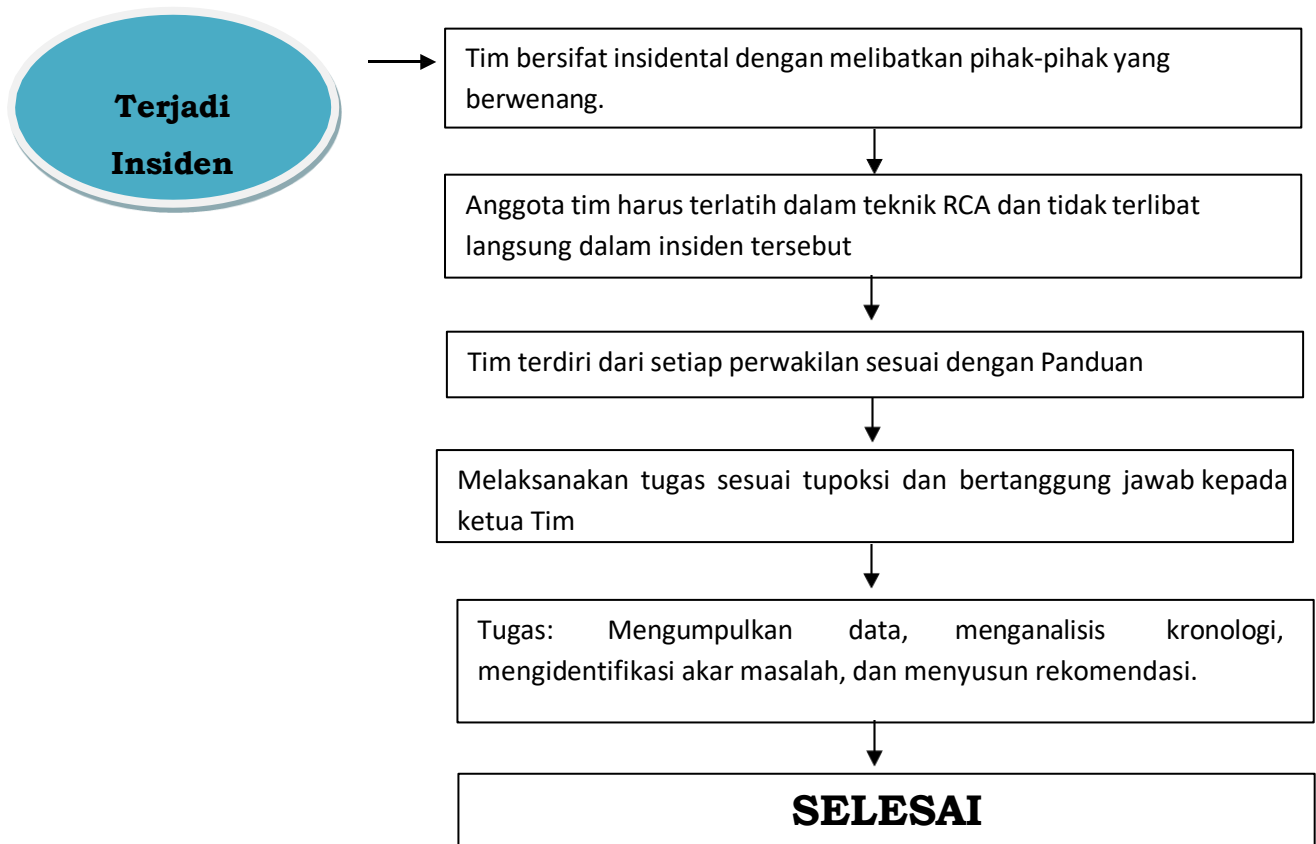 Terjadi
Insiden
Tim bersifat insidental dengan melibatkan pihak-pihak yang
berwenang.
Anggota tim harus terlatih dalam teknik RCA dan tidak terlibat
langsung dalam insiden tersebut
Tim terdiri dari setiap perwakilan sesuai dengan Panduan
Melaksanakan tugas sesuai tupoksi dan bertanggung jawab kepada
ketua Tim
Tugas: Mengumpulkan data, menganalisis kronologi,
mengidentifikasi akar masalah, dan menyusun rekomendasi.
SELESAI